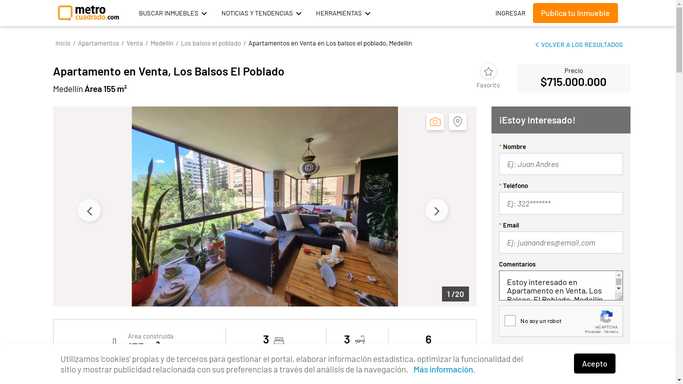 metro
cuadrado.com
BUSCAR INMUEBLES
NOTICIAS Y TENDENCIAS
HERRAMIENTAS
INGRESAR
Publica tu Inmueble
Inicio / Apartamentos / Venta / Medellín / Los balsos el poblado / Apartamentos en Venta en Los balsos el poblado, Medellín
VOLVER A LOS RESULTADOS
Apartamento en Venta, Los Balsos El Poblado
Medellín Área 155 m²
Favorito
Precio
$715.000.000
1 / 20
¡Estoy Interesado!
* Nombre
Ej: Juan Andres
* Teléfono
Ej: 322*******
* Email
Ej: juanandres@email.com
Comentarios
Estoy interesado en
Apartamento en Venta, Los
Balsos El Poblado, Medellín
No soy un robot
reCAPTCHA
Privacidad - Términos
Área construida
3
3
6
Utilizamos 'cookies' propias y de terceros para gestionar el portal, elaborar información estadística, optimizar la funcionalidad del
sitio y mostrar publicidad relacionada con sus preferencias a través del análisis de la navegación. Más información.
Acepto